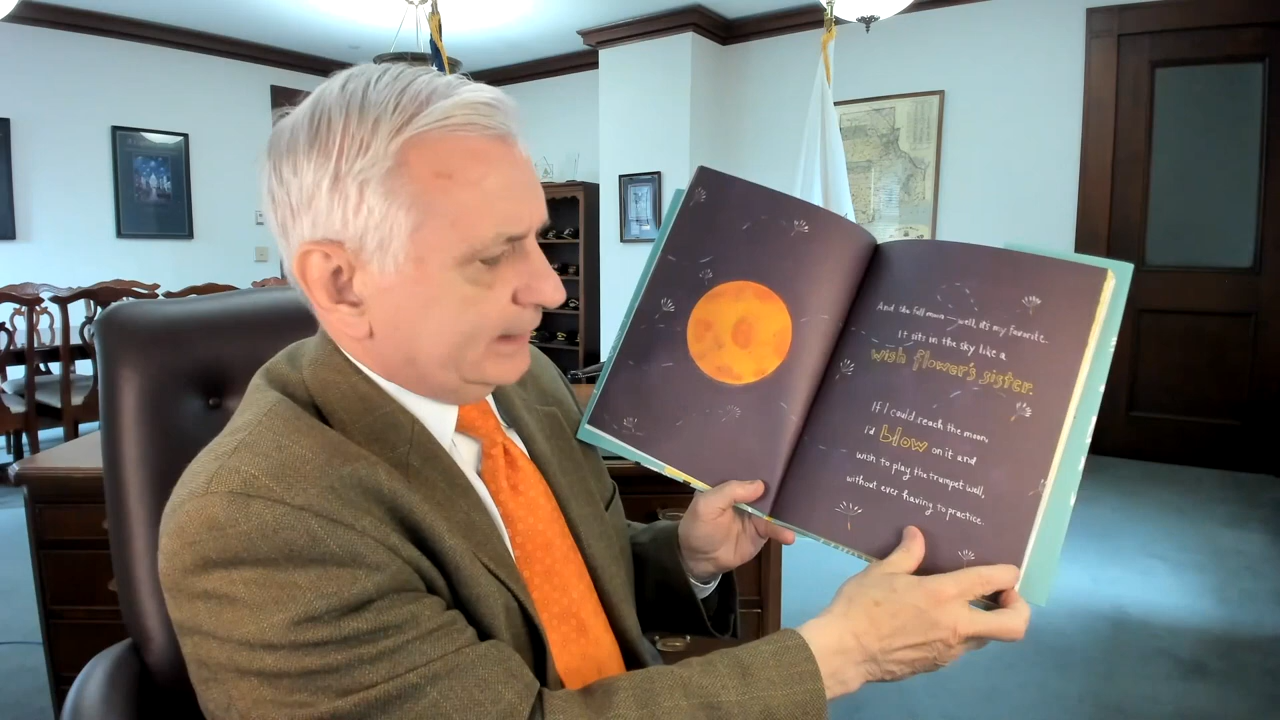 And the full moon—well, it's my favorite.
It sits in the sky like a
wish flower's sister.
If I could reach the moon,
I'd blow on it and
wish to play the trumpet well,
without ever having to practice.